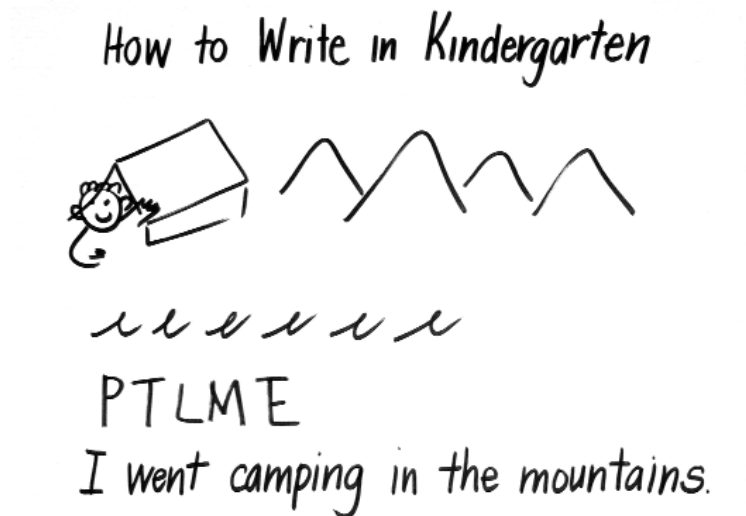 How to Write in Kindergarten
PTLME
I went camping in the mountains.